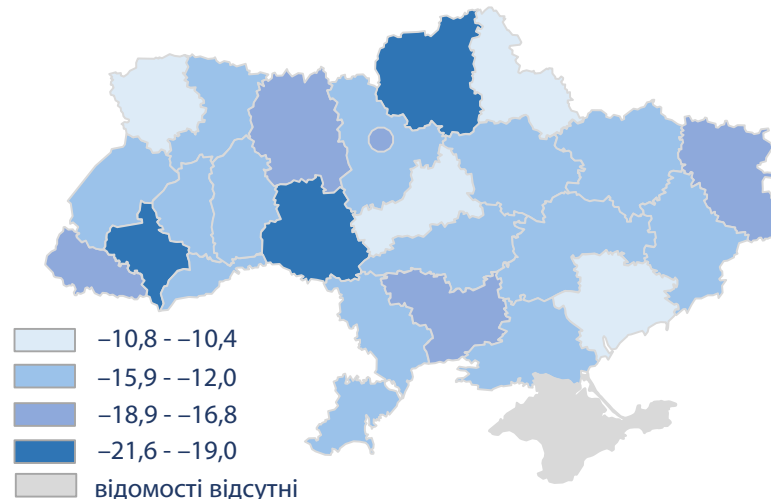 –10,8 - –10,4
–15,9 - –12,0
–18,9 - –16,8
–21,6 - –19,0
відомості відсутні